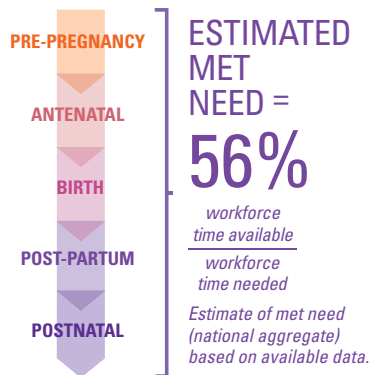 PRE-PREGNANCY
ANTENATAL
BIRTH
POST-PARTUM
POSTNATAL
ESTIMATED
MET
NEED =
56%
workforce
time available
workforce
time needed
Estimate of met need
(national aggregate)
based on available data.